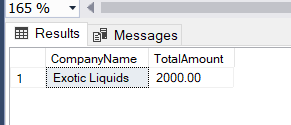 165 %
Results Messages
CompanyName TotalAmount
1 Exotic Liquids 2000.00